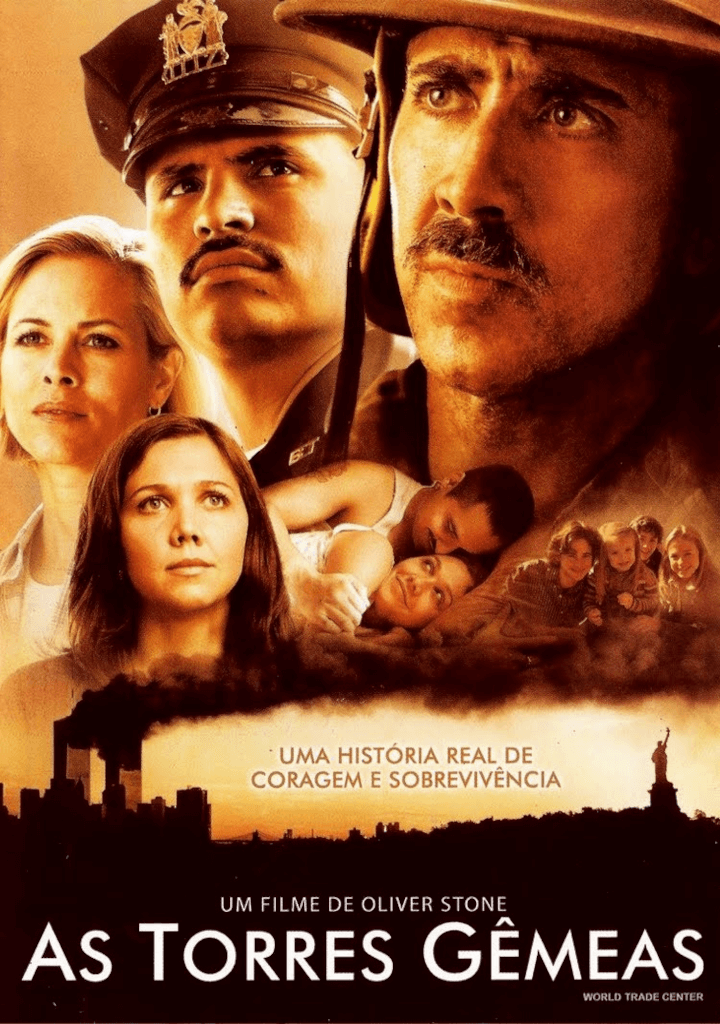 UMA HISTÓRIA REAL DE
CORAGEM E SOBREVIVÊNCIA
UM FILME DE OLIVER STONE
AS TORRES GÊMEAS
WORLD TRADE CENTER